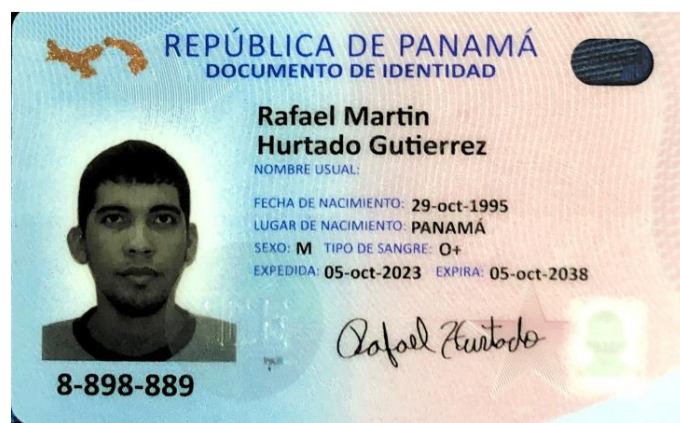 REPÚBLICA DE PANAMÁ
DOCUMENTO DE IDENTIDAD
Rafael Martin
Hurtado Gutierrez
NOMBRE USUAL:
FECHA DE NACIMIENTO: 29-oct-1995
LUGAR DE NACIMIENTO: PANAMÁ
SEXO: M TIPO DE SANGRE: O+
EXPEDIDA: 05-oct-2023 EXPIRA: 05-oct-2038
Rafael Hurtado
8-898-889